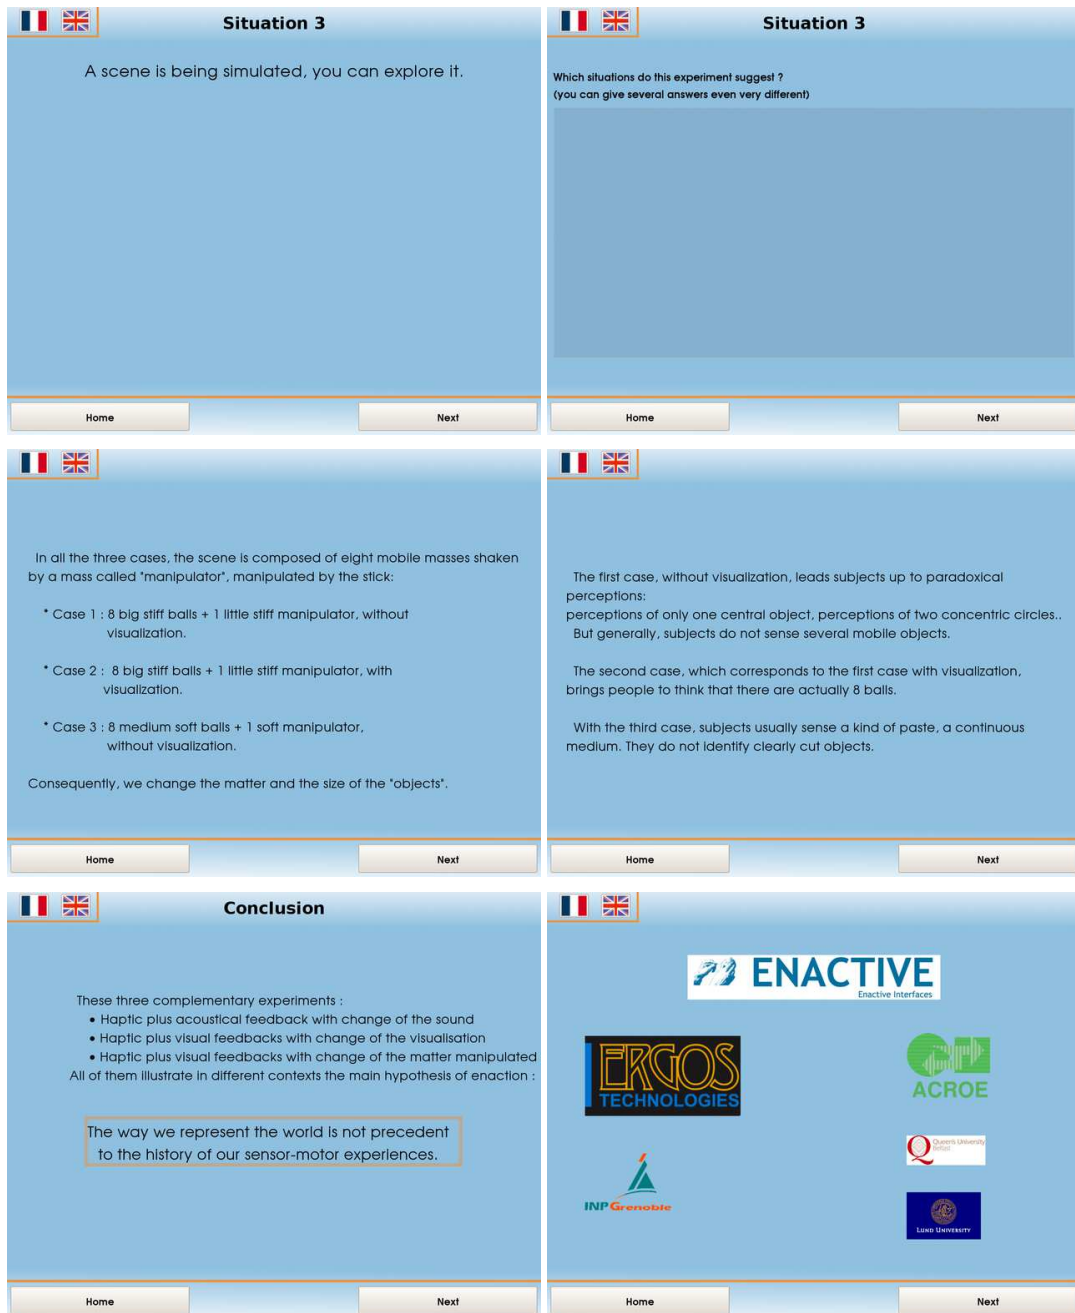 Situation 3
A scene is being simulated, you can explore it.
Home
Next
Situation 3
Which situations do this experiment suggest ?
(you can give several answers even very different)
Home
Next
In all the three cases, the scene is composed of eight mobile masses shaken
by a mass called "manipulator", manipulated by the stick:
* Case 1 : 8 big stiff balls + 1 little stiff manipulator, without
visualization.
* Case 2 : 8 big stiff balls + 1 little stiff manipulator, with
visualization.
* Case 3 : 8 medium soft balls + 1 soft manipulator,
without visualization.
Consequently, we change the matter and the size of the "objects".
Home
Next
The first case, without visualization, leads subjects up to paradoxical
perceptions:
perceptions of only one central object, perceptions of two concentric circles..
But generally, subjects do not sense several mobile objects.
The second case, which corresponds to the first case with visualization,
brings people to think that there are actually 8 balls.
With the third case, subjects usually sense a kind of paste, a continuous
medium. They do not identify clearly cut objects.
Home
Next
Conclusion
These three complementary experiments :
• Haptic plus acoustical feedback with change of the sound
• Haptic plus visual feedbacks with change of the visualisation
• Haptic plus visual feedbacks with change of the matter manipulated
All of them illustrate in different contexts the main hypothesis of enaction :
The way we represent the world is not precedent
to the history of our sensor-motor experiences.
Home
Next
ENACTIVE
Enactive Interfaces
ERGOS
TECHNOLOGIES
ACROE
Queen's University
Belfast
INPGrenoble
LUND UNIVERSITY
Home
Next